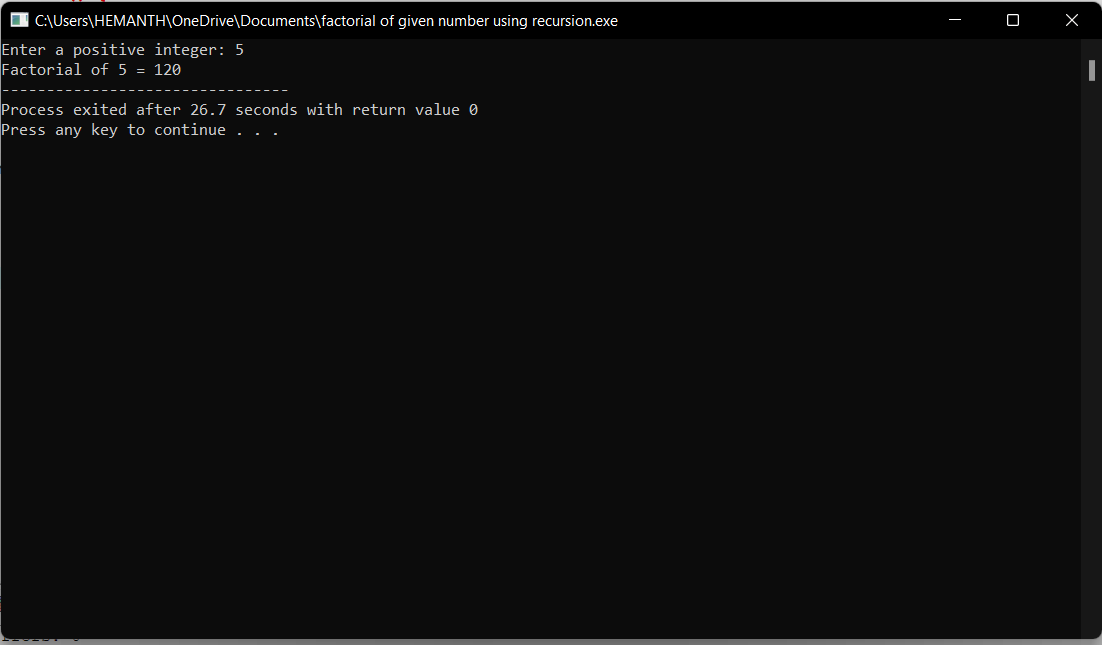 C:\Users\HEMANTH\OneDrive\Documents\factorial of given number using recursion.exe
Enter a positive integer: 5
Factorial of 5 = 120
--------------------------------
Process exited after 26.7 seconds with return value 0
Press any key to continue . . .